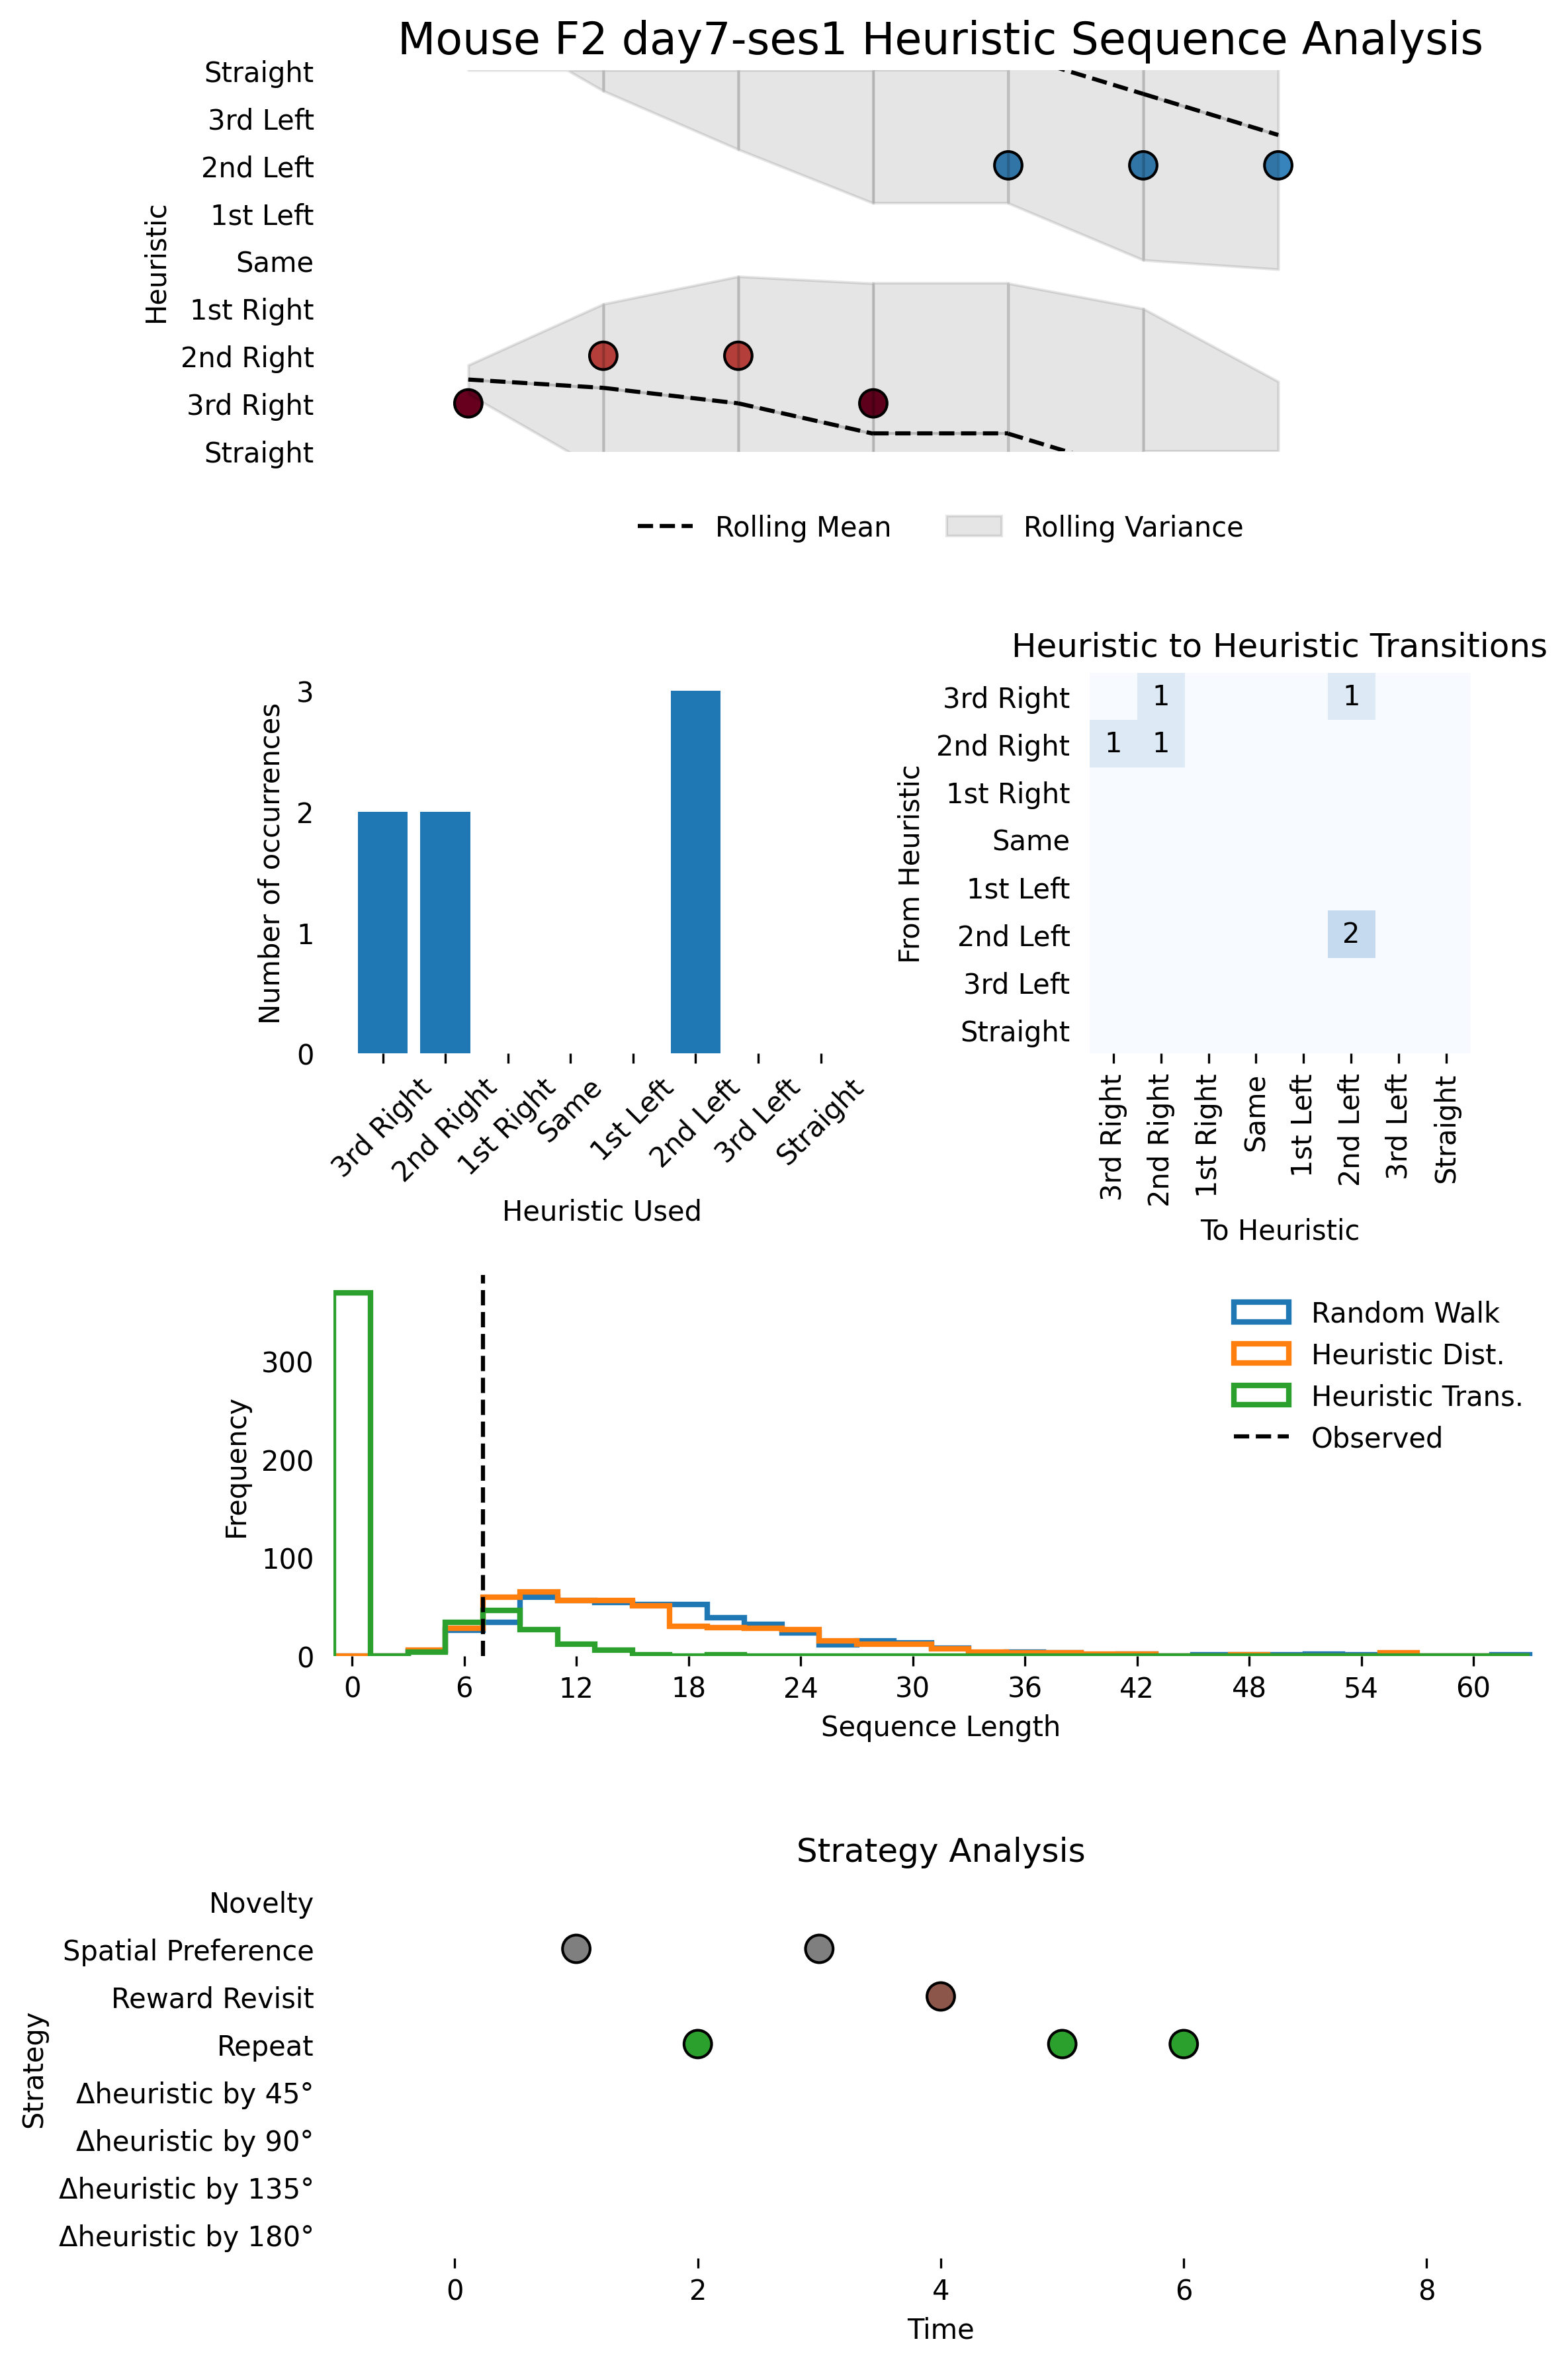 Mouse F2 day7-ses1 Heuristic Sequence Analysis
Heuristic
Straight
3rd Left
2nd Left
1st Left
Same
1st Right
2nd Right
3rd Right
Straight
Rolling Mean
Rolling Variance
Number of occurrences
3
2
1
0
3rd Right
2nd Right
1st Right
Same
1st Left
2nd Left
3rd Left
Straight
Heuristic Used
Heuristic to Heuristic Transitions
From Heuristic
3rd Right
2nd Right
1st Right
Same
1st Left
2nd Left
3rd Left
Straight
1 1
1 1
2
3rd Right
2nd Right
1st Right
Same
1st Left
2nd Left
3rd Left
Straight
To Heuristic
Frequency
300
200
100
0
0 6 12 18 24 30 36 42 48 54 60
Sequence Length
Random Walk
Heuristic Dist.
Heuristic Trans.
Observed
Strategy Analysis
Strategy
Novelty
Spatial Preference
Reward Revisit
Repeat
Δheuristic by 45°
Δheuristic by 90°
Δheuristic by 135°
Δheuristic by 180°
0 2 4 6 8
Time